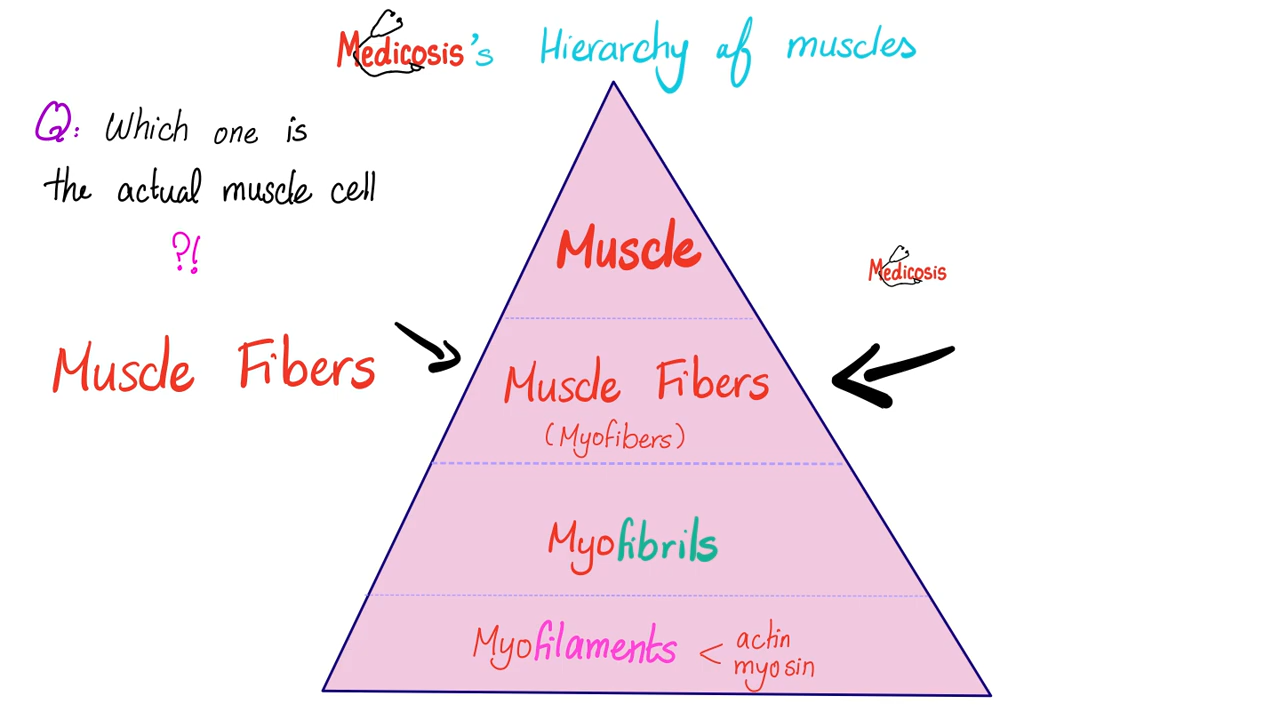 Medicosis's Hierarchy of muscles
Q: Which one is
the actual muscle cell
?!
Muscle Fibers
Muscle
Muscle Fibers
(Myofibers)
Myofibrils
Myofilaments < actin
myosin
Medicosis